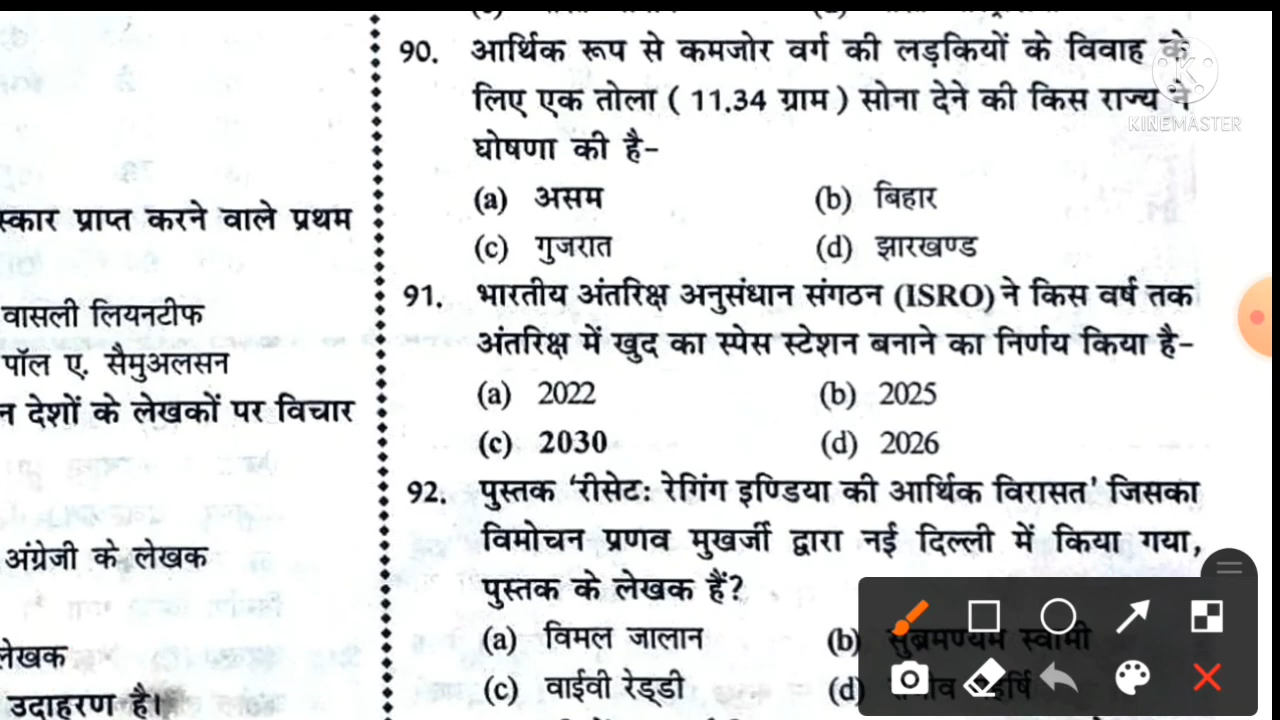 स्कार प्राप्त करने वाले प्रथम
वासली लियनटीफ
पॉल ए. सैमुअलसन
न देशों के लेखकों पर विचार
अंग्रेजी के लेखक
लेखक
उदाहरण है।
90. आर्थिक रूप से कमजोर वर्ग की लड़कियों के विवाह के
लिए एक तोला ( 11.34 ग्राम ) सोना देने की किस राज्य ने
घोषणा की है-
(a) असम (b) बिहार
(c) गुजरात (d) झारखण्ड
91. भारतीय अंतरिक्ष अनुसंधान संगठन (ISRO) ने किस वर्ष तक
अंतरिक्ष में खुद का स्पेस स्टेशन बनाने का निर्णय किया है-
(a) 2022 (b) 2025
(c) 2030 (d) 2026
92. पुस्तक 'रीसेट: रेगिंग इण्डिया की आर्थिक विरासत' जिसका
विमोचन प्रणव मुखर्जी द्वारा नई दिल्ली में किया गया,
पुस्तक के लेखक हैं?
(a) विमल जालान (b) सुब्रमण्यम स्वामी
(c) वाईवी रेड्डी (d)
KINEMASTER